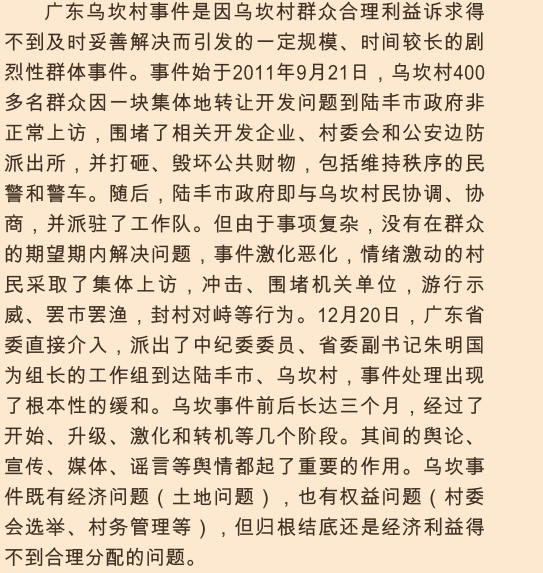 广东乌坎村事件是因乌坎村群众合理利益诉求得
不到及时妥善解决而引发的一定规模、时间较长的剧
烈性群体事件。事件始于2011年9月21日，乌坎村400
多名群众因一块集体地转让开发问题到陆丰市政府非
正常上访，围堵了相关开发企业、村委会和公安边防
派出所，并打砸、毁坏公共财物，包括维持秩序的民
警和警车。随后，陆丰市政府即与乌坎村民协调、协
商，并派驻了工作队。但由于事项复杂，没有在群众
的期望期内解决问题，事件激化恶化，情绪激动的村
民采取了集体上访，冲击、围堵机关单位，游行示
威、罢市罢渔，封村对峙等行为。12月20日，广东省
委直接介入，派出了中纪委委员、省委副书记朱明国
为组长的工作组到达陆丰市、乌坎村，事件处理出现
了根本性的缓和。乌坎事件前后长达三个月，经过了
开始、升级、激化和转机等几个阶段。其间的舆论、
宣传、媒体、谣言等舆情都起了重要的作用。乌坎事
件既有经济问题（土地问题），也有权益问题（村委
会选举、村务管理等），但归根结底还是经济利益得
不到合理分配的问题。